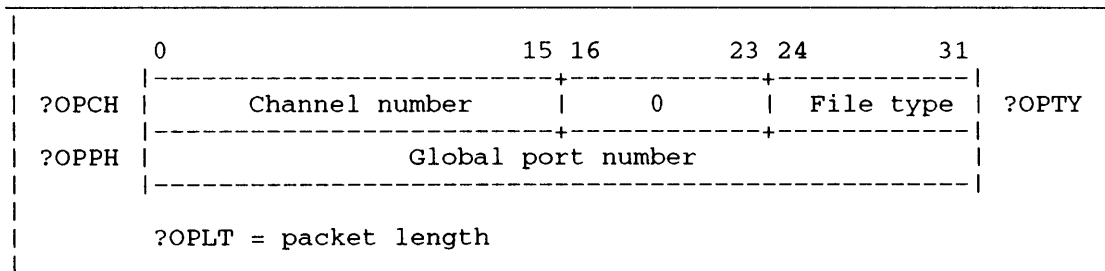 0 15 16 23 24 31
?OPCH Channel number 0 File type ?OPTY
?OPPH Global port number
?OPLT = packet length